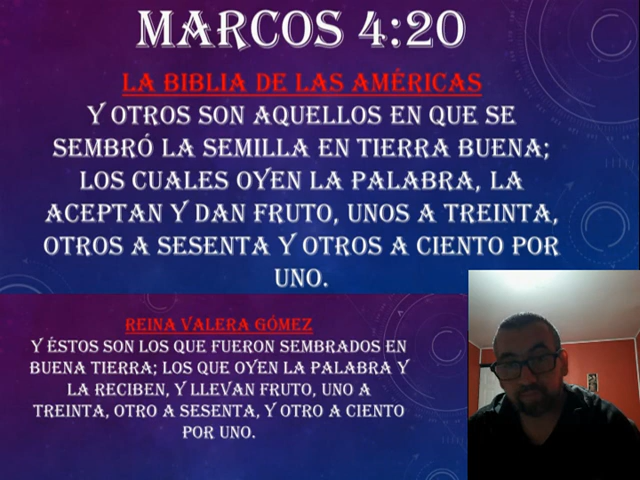 MARCOS 4:20
LA BIBLIA DE LAS AMÉRICAS
Y OTROS SON AQUELLOS EN QUE SE
SEMBRÓ LA SEMILLA EN TIERRA BUENA;
LOS CUALES OYEN LA PALABRA, LA
ACEPTAN Y DAN FRUTO, UNOS A TREINTA,
OTROS A SESENTA Y OTROS A CIENTO POR
UNO.
REINA VALERA GÓMEZ
Y ÉSTOS SON LOS QUE FUERON SEMBRADOS EN
BUENA TIERRA; LOS QUE OYEN LA PALABRA Y
LA RECIBEN, Y LLEVAN FRUTO, UNO A
TREINTA, OTRO A SESENTA, Y OTRO A CIENTO
POR UNO.